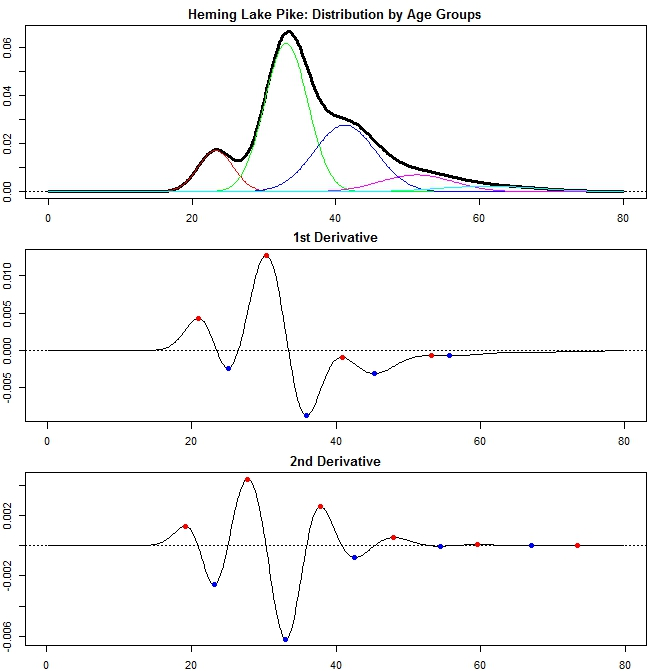 Heming Lake Pike: Distribution by Age Groups
0.06
0.04
0.02
0.00
0 20 40 60 80
1st Derivative
0.010
0.005
0.000
-0.005
0 20 40 60 80
2nd Derivative
0.002
-0.002
-0.006
0 20 40 60 80